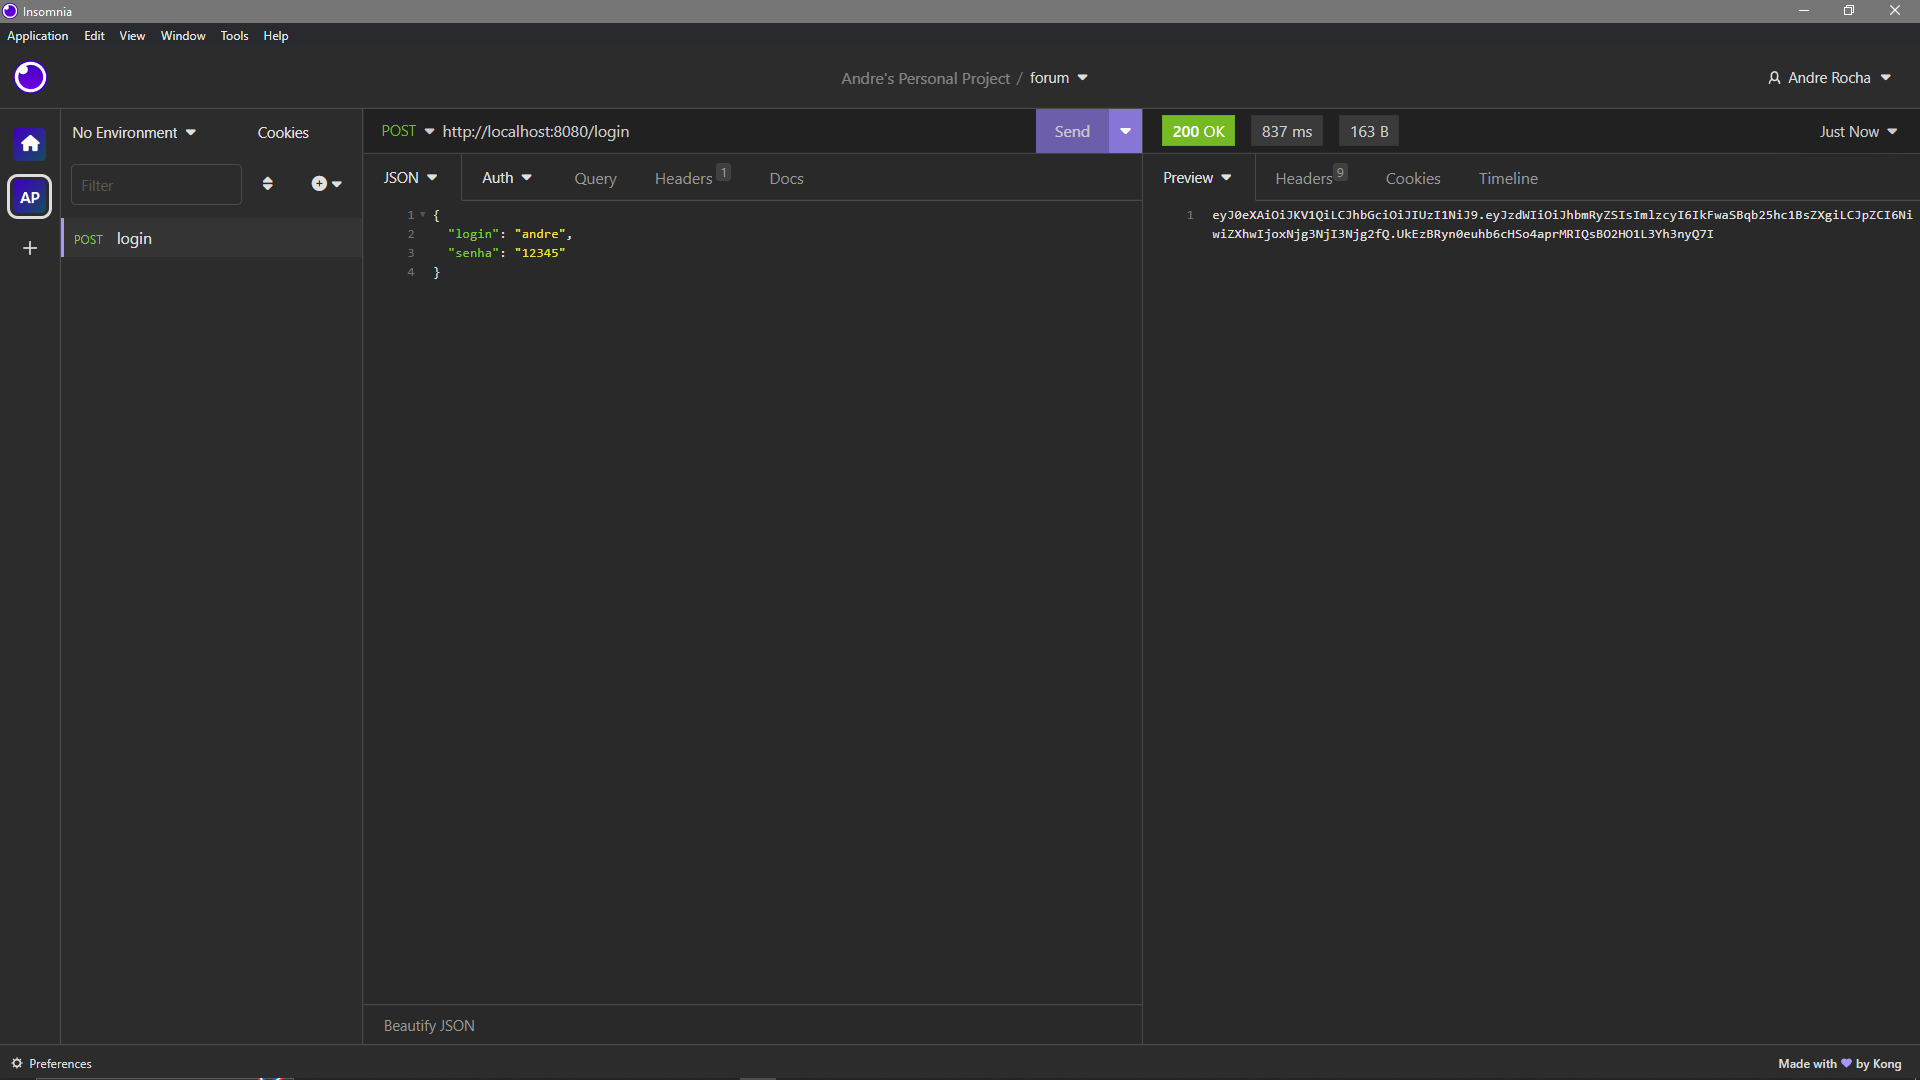 Insomnia
Application Edit View Window Tools Help
Andre's Personal Project / forum
Andre Rocha
No Environment
Cookies
POST http://localhost:8080/login
Send
200 OK 837 ms 163 B
Just Now
AP
Filter
POST login
JSON Auth Query Headers 1 Docs
1 {
2 "login": "andre",
3 "senha": "12345"
4 }
Preview Headers 9 Cookies Timeline
1 eyJ0eXAiOiJKV1QiLCJhbGciOiJIUzI1NiJ9.eyJzdWIiOiJhbmRyZSIsImlzcyI6IkFwaSBqb25hc1BsZXgiLCJpZCI6Ni
wiZXhwIjoxNjg3NjI3Njg2fQ.UkEzBRyn0euhb6cHSo4aprMRIQsBO2HO1L3Yh3nyQ7I
Beautify JSON
Preferences
Made with by Kong